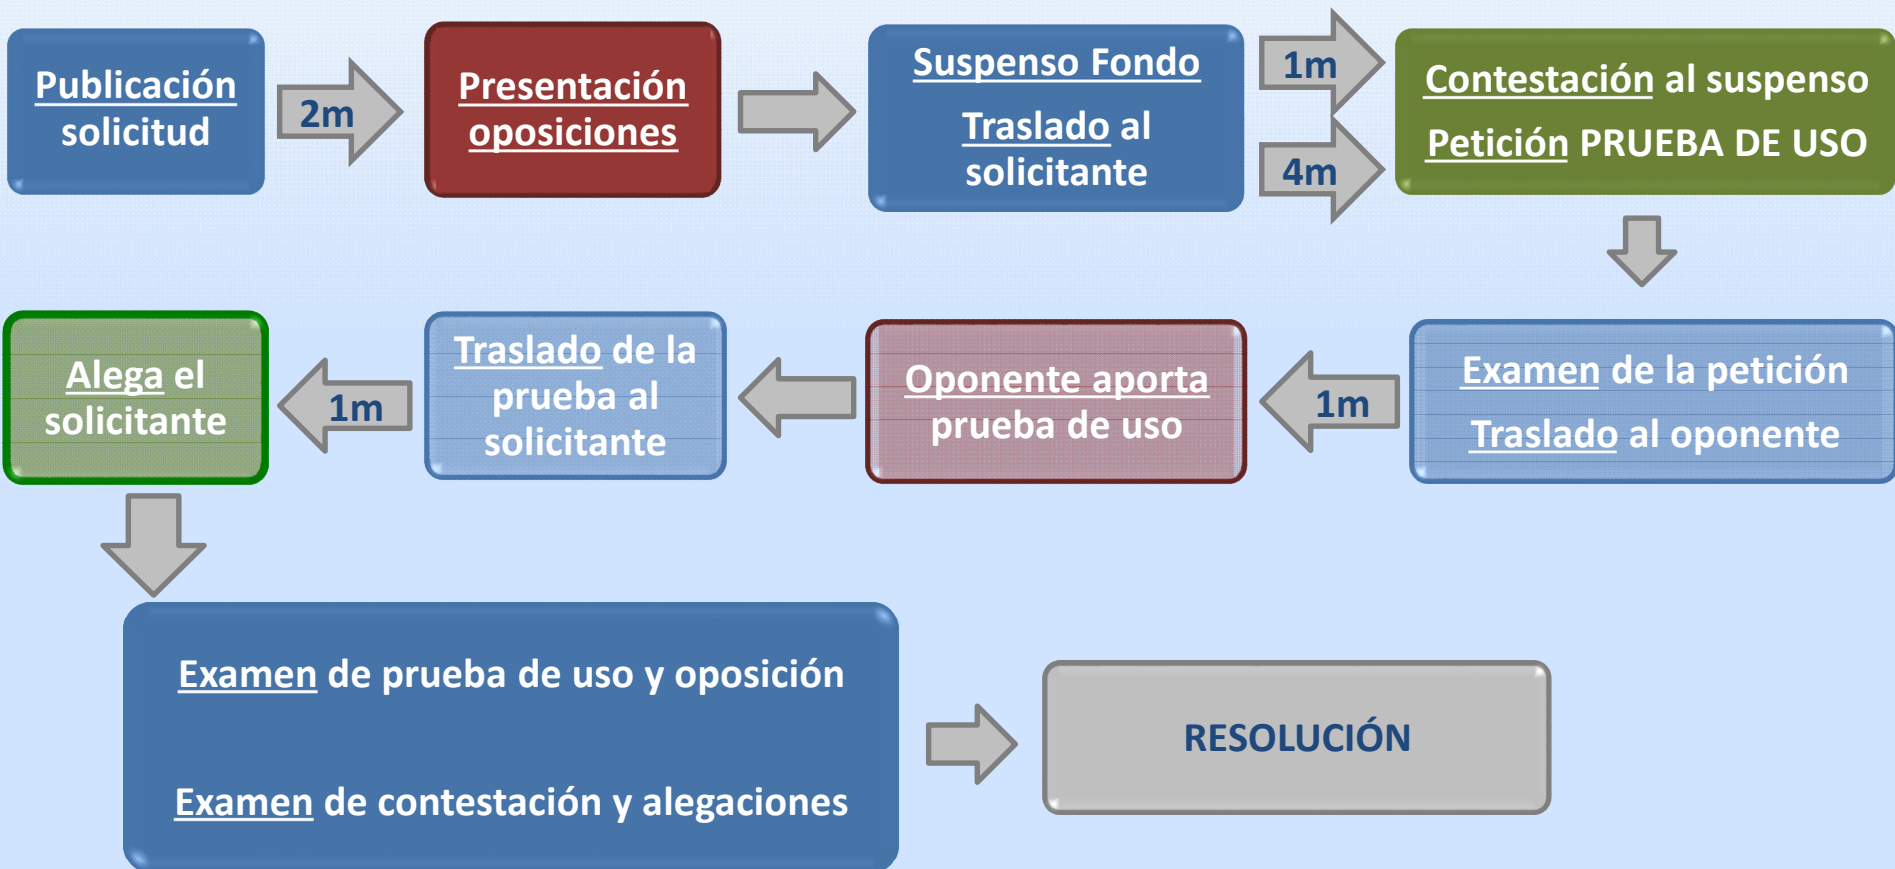 Publicación
solicitud
2m
Presentación
oposiciones
Suspenso Fondo
Traslado al
solicitante
1m
4m
Contestación al suspenso
Petición PRUEBA DE USO
Examen de la petición
Traslado al oponente
1m
Oponente aporta
prueba de uso
Traslado de la
prueba al
solicitante
1m
Alega el
solicitante
Examen de prueba de uso y oposición
Examen de contestación y alegaciones
RESOLUCIÓN